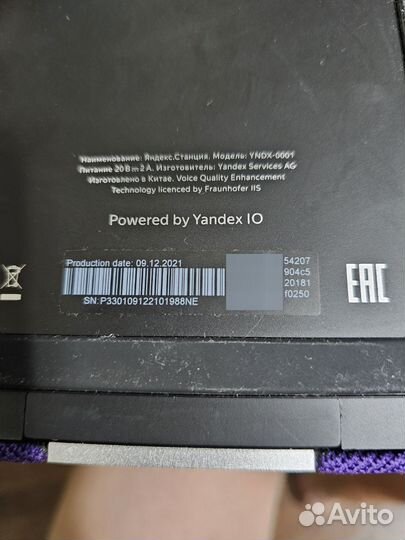 Наименование: Яндекс.Станция. Модель: YNDX-0001
Питание 20 В ⎓ 2 А. Изготовитель: Yandex Services AG
Изготовлено в Китае. Voice Quality Enhancement
Technology licenced by Fraunhofer IIS
Powered by Yandex IO
Production date: 09.12.2021
SN:P330109122101988NE
54207
904c5
20181
f0250
EAC
Avito